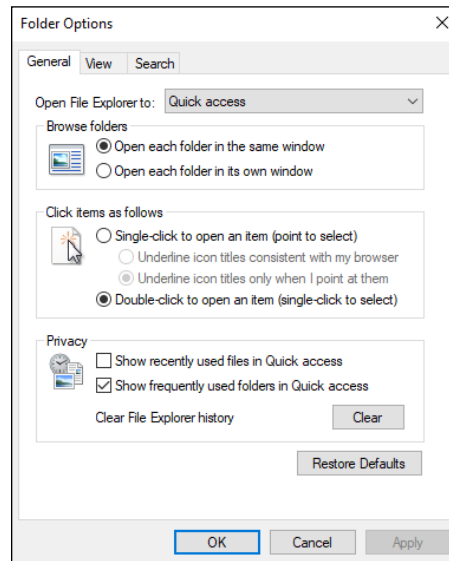 Folder Options
General View Search
Open File Explorer to: Quick access
Browse folders
Open each folder in the same window
Open each folder in its own window
Click items as follows
Single-click to open an item (point to select)
Underline icon titles consistent with my browser
Underline icon titles only when I point at them
Double-click to open an item (single-click to select)
Privacy
Show recently used files in Quick access
Show frequently used folders in Quick access
Clear File Explorer history Clear
Restore Defaults
OK Cancel Apply